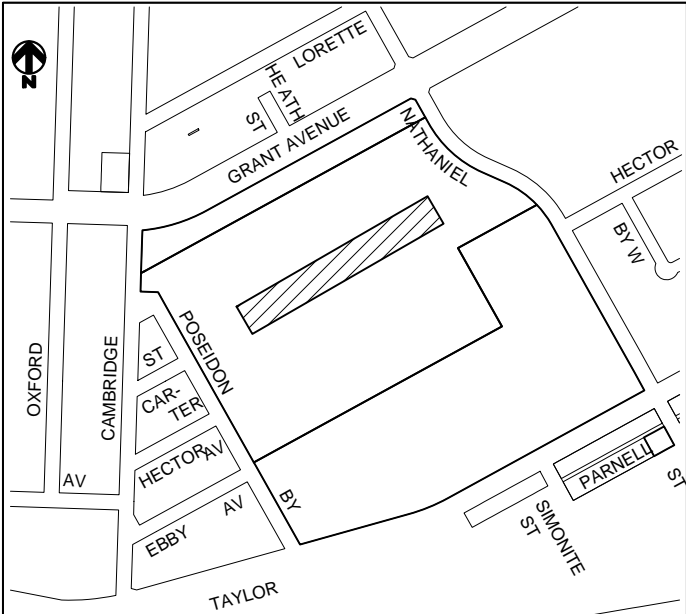 LORETTE
HEATH
ST
N
GRANT AVENUE
NATHANIEL
HECTOR
BY W
POSEIDON
OXFORD
CAMBRIDGE
ST
CAR-
TER
HECTOR AV
AV
BY
EBBY AV
PARNELL
ST
SIMONITE
ST
TAYLOR